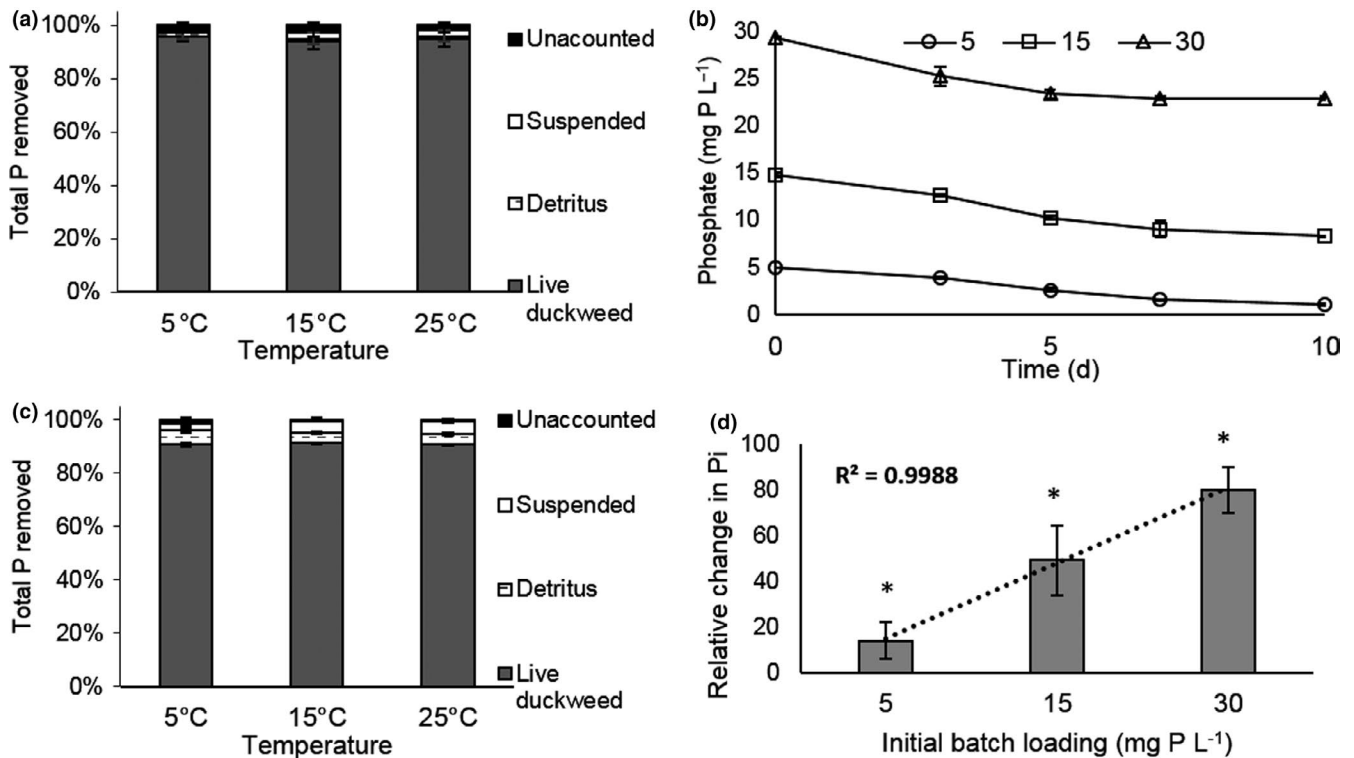 (a)
Total P removed
100%
80%
60%
40%
20%
0%
5°C 15°C 25°C
Temperature
Unacounted
Suspended
Detritus
Live
duckweed
(b)
Phosphate (mg P L⁻¹)
30
25
20
15
10
5
0
5 15 30
0 5 10
Time (d)
(c)
Total P removed
100%
80%
60%
40%
20%
0%
5°C 15°C 25°C
Temperature
Unaccounted
Suspended
Detritus
Live
duckweed
(d)
Relative change in Pi
100
80
60
40
20
0
R² = 0.9988
* * *
5 15 30
Initial batch loading (mg P L⁻¹)